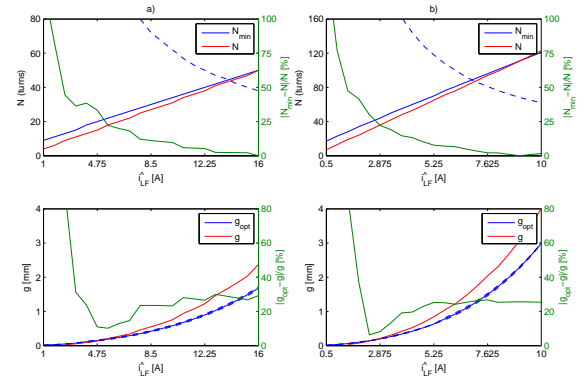 a)
80
60
40
20
0
N (turns)
N_min
N
100
75
50
25
0
|N_min−N|/N [%]
1
4.75
8.5
12.25
16
î_LF [A]
b)
160
120
80
40
0
N (turns)
N_min
N
100
75
50
25
0
|N_min−N|/N [%]
0.5
2.875
5.25
7.625
10
î_LF [A]
4
3
2
1
0
g [mm]
g_opt
g
80
60
40
20
0
|g_opt−g|/g [%]
1
4.75
8.5
12.25
16
î_LF [A]
4
3
2
1
0
g [mm]
g_opt
g
80
60
40
20
0
|g_opt−g|/g [%]
0.5
2.875
5.25
7.625
10
î_LF [A]